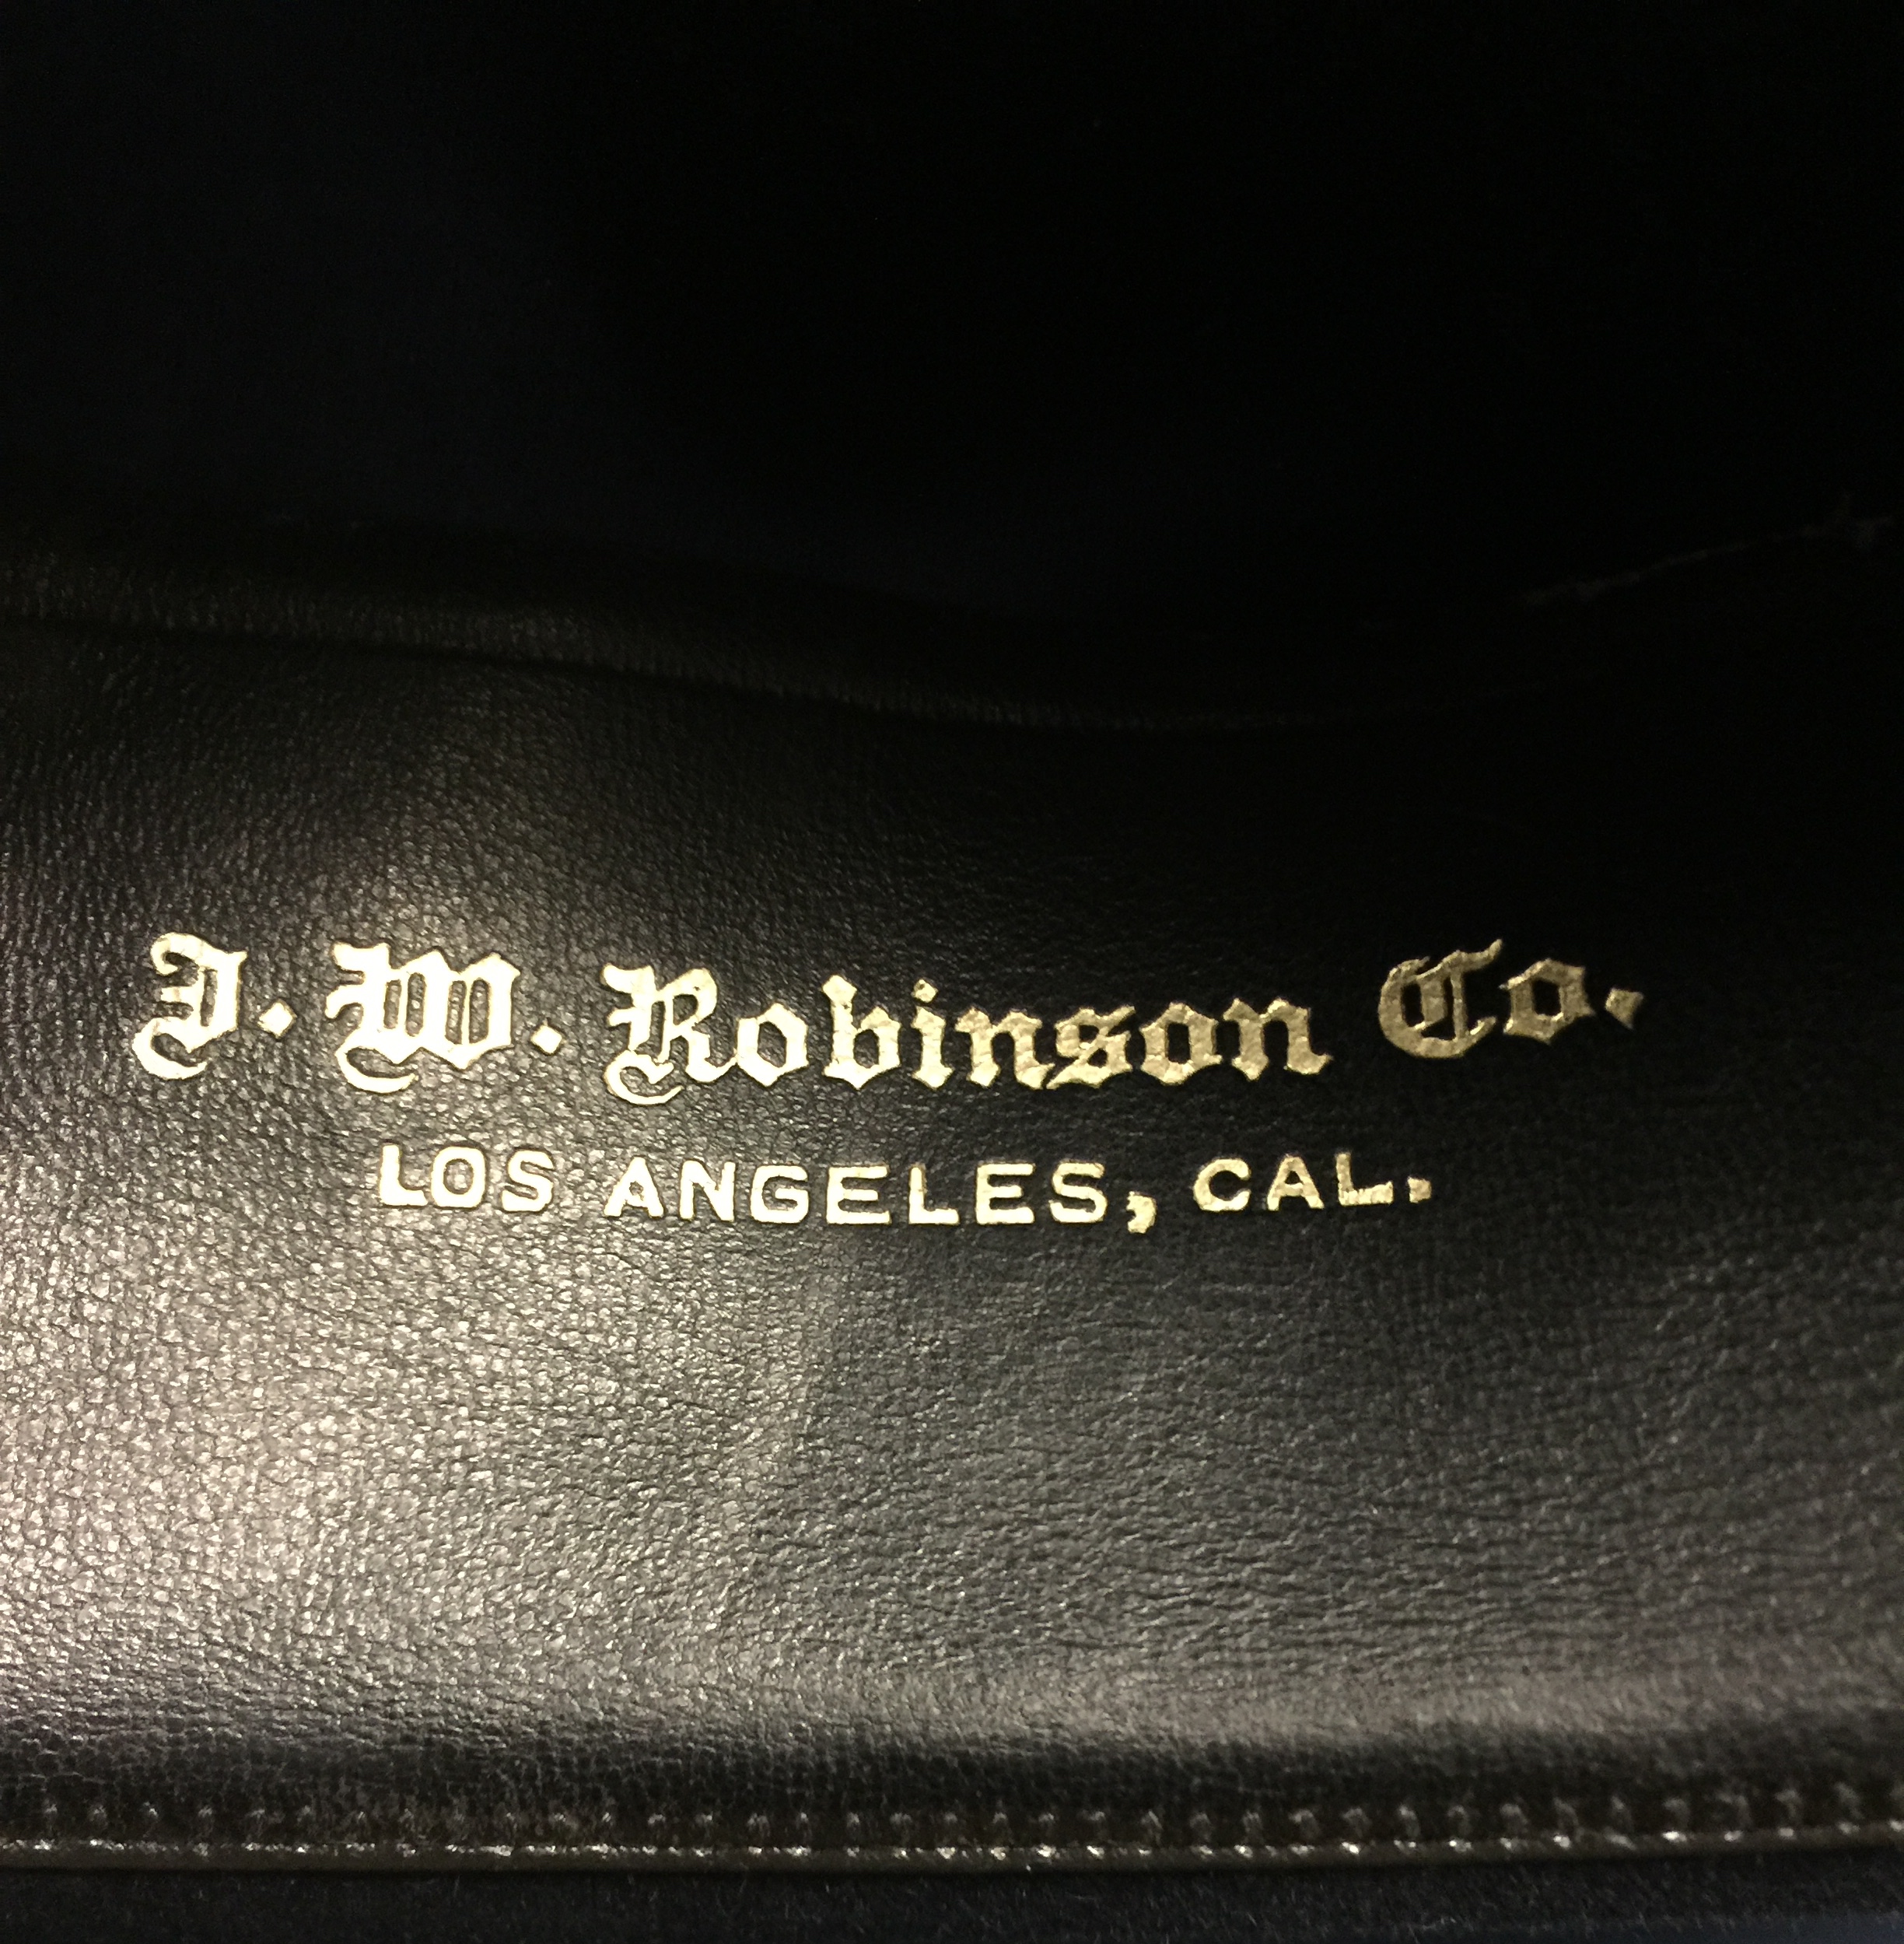 J. W. Robinson Co.
LOS ANGELES, CAL.